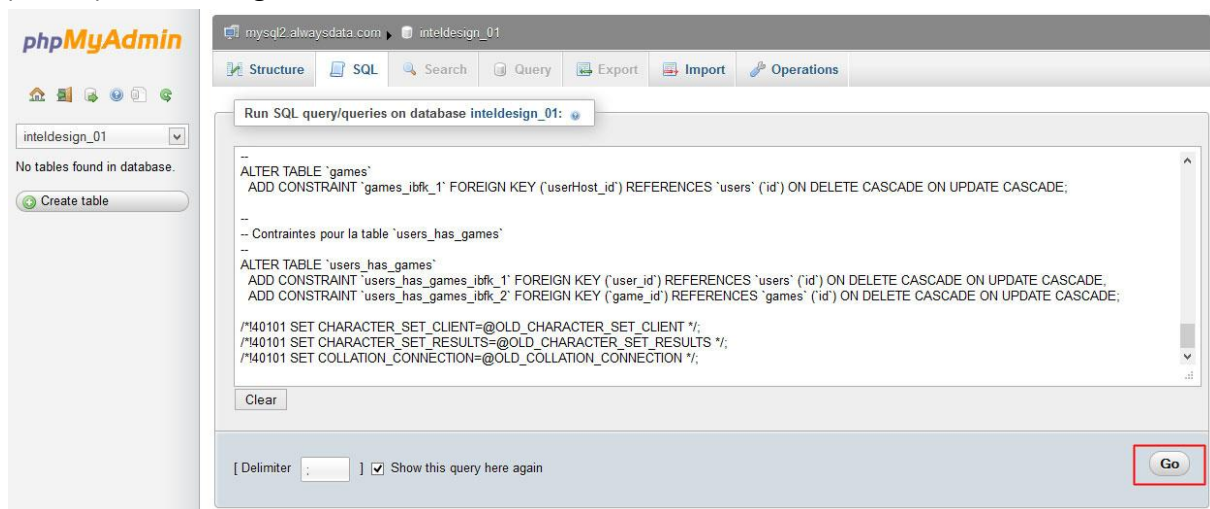 phpMyAdmin
mysql2.alwaysdata.com ▸ inteldesign_01
Structure SQL Search Query Export Import Operations
inteldesign_01
No tables found in database.
Create table
Run SQL query/queries on database inteldesign_01:
--
ALTER TABLE `games`
ADD CONSTRAINT `games_ibfk_1` FOREIGN KEY (`userHost_id`) REFERENCES `users` (`id`) ON DELETE CASCADE ON UPDATE CASCADE;
--
-- Contraintes pour la table `users_has_games`
--
ALTER TABLE `users_has_games`
ADD CONSTRAINT `users_has_games_ibfk_1` FOREIGN KEY (`user_id`) REFERENCES `users` (`id`) ON DELETE CASCADE ON UPDATE CASCADE,
ADD CONSTRAINT `users_has_games_ibfk_2` FOREIGN KEY (`game_id`) REFERENCES `games` (`id`) ON DELETE CASCADE ON UPDATE CASCADE;
/*!40101 SET CHARACTER_SET_CLIENT=@OLD_CHARACTER_SET_CLIENT */;
/*!40101 SET CHARACTER_SET_RESULTS=@OLD_CHARACTER_SET_RESULTS */;
/*!40101 SET COLLATION_CONNECTION=@OLD_COLLATION_CONNECTION */;
Clear
[ Delimiter ; ] Show this query here again
Go